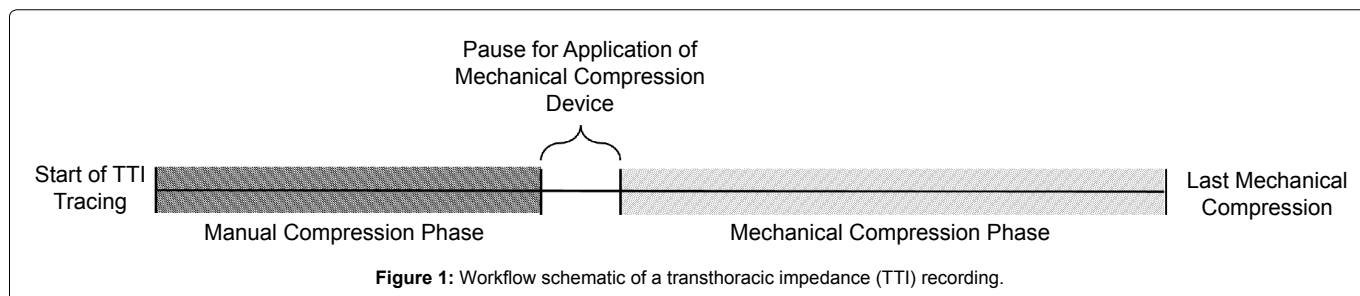 Pause for Application of
Mechanical Compression
Device
Start of TTI
Tracing
Last Mechanical
Compression
Manual Compression Phase
Mechanical Compression Phase
Figure 1: Workflow schematic of a transthoracic impedance (TTI) recording.